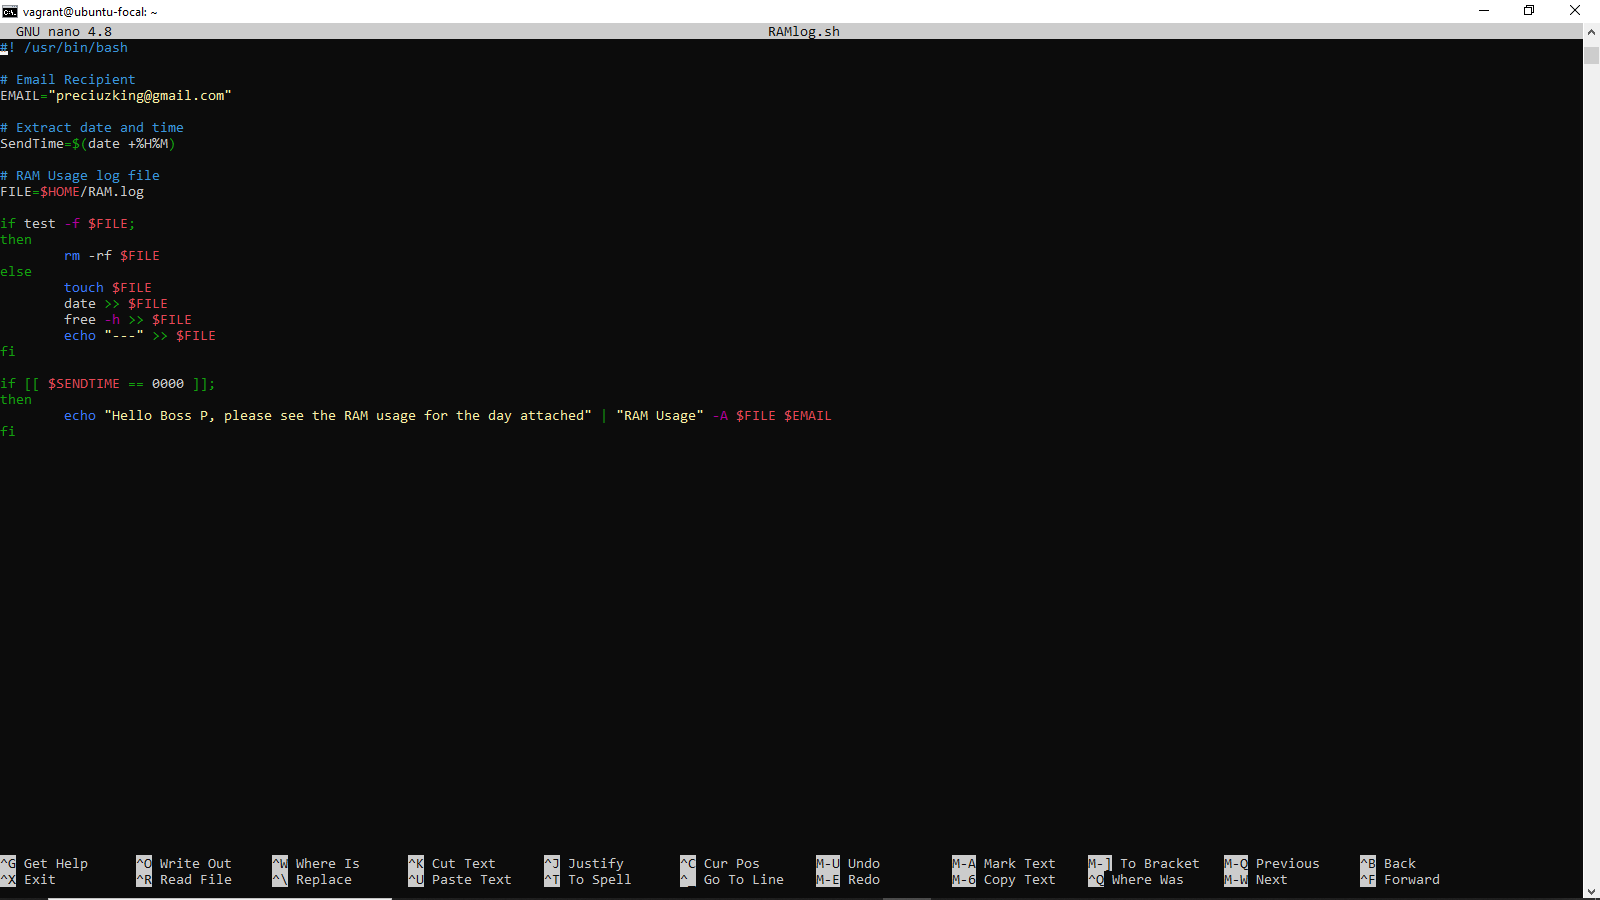 vagrant@ubuntu-focal: ~
GNU nano 4.8 RAMlog.sh
#! /usr/bin/bash
# Email Recipient
EMAIL="preciuzking@gmail.com"
# Extract date and time
SendTime=$(date +%H%M)
# RAM Usage log file
FILE=$HOME/RAM.log
if test -f $FILE;
then
        rm -rf $FILE
else
        touch $FILE
        date >> $FILE
        free -h >> $FILE
        echo "---" >> $FILE
fi
if [[ $SENDTIME == 0000 ]];
then
        echo "Hello Boss P, please see the RAM usage for the day attached" | "RAM Usage" -A $FILE $EMAIL
fi
^G Get Help ^O Write Out ^W Where Is ^K Cut Text ^J Justify ^C Cur Pos M-U Undo M-A Mark Text M-] To Bracket M-Q Previous ^B Back
^X Exit ^R Read File ^\ Replace ^U Paste Text ^T To Spell ^_ Go To Line M-E Redo M-6 Copy Text ^Q Where Was M-W Next ^F Forward